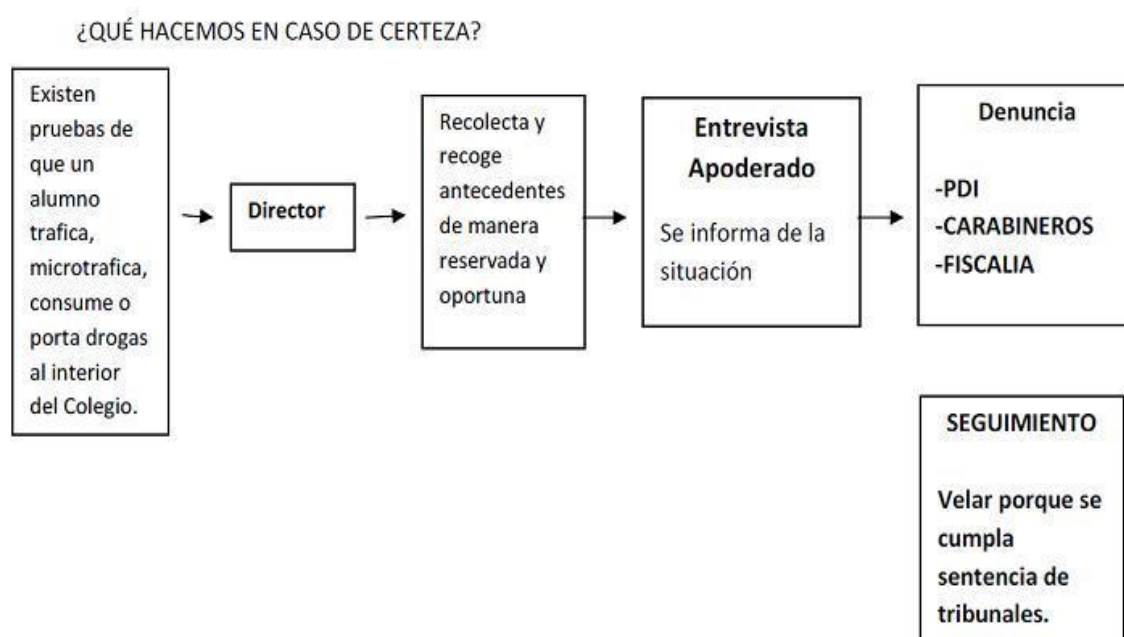 ¿QUÉ HACEMOS EN CASO DE CERTEZA?
Existen
pruebas de
que un
alumno
trafica,
microtrafica,
consume o
porta drogas
al interior
del Colegio.
Director
Recolecta y
recoge
antecedentes
de manera
reservada y
oportuna
Entrevista
Apoderado
Se informa de la
situación
Denuncia
-PDI
-CARABINEROS
-FISCALIA
SEGUIMIENTO
Velar porque se
cumpla
sentencia de
tribunales.